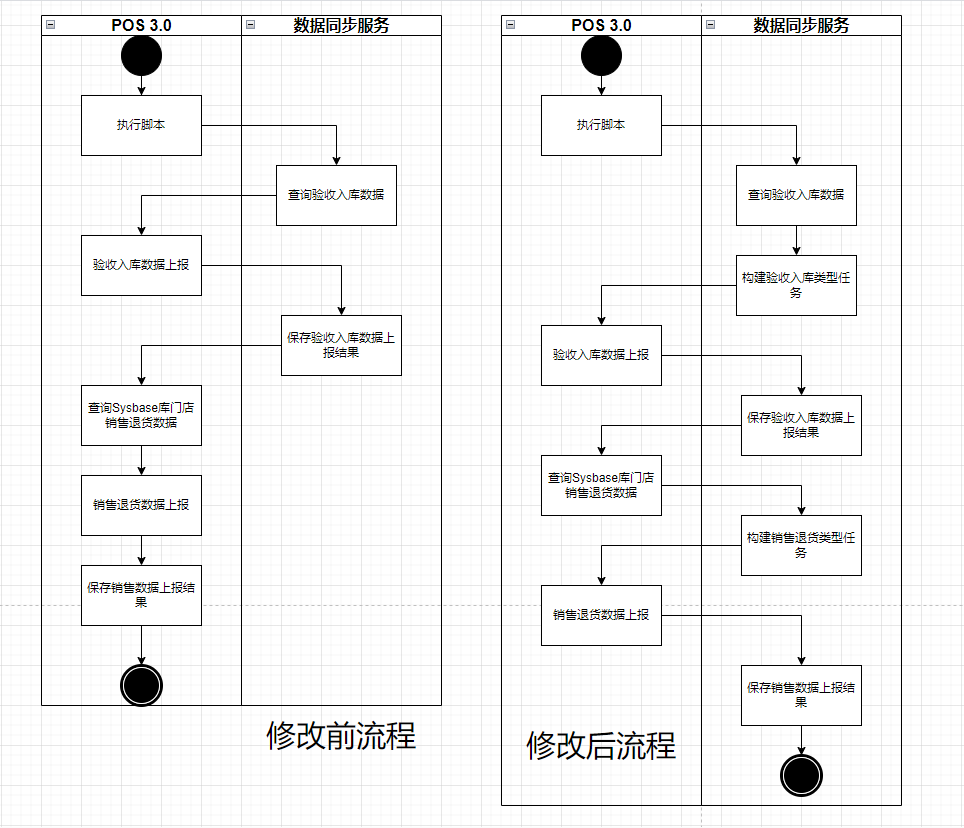 POS 3.0
数据同步服务
执行脚本
查询验收入库数据
验收入库数据上报
保存验收入库数据上
报结果
查询Sysbase库门店
销售退货数据
销售退货数据上报
保存销售数据上报结
果
修改前流程
POS 3.0
数据同步服务
执行脚本
查询验收入库数据
构建验收入库类型任
务
验收入库数据上报
保存验收入库数据上
报结果
查询Sysbase库门店
销售退货数据
构建销售退货类型任
务
销售退货数据上报
保存销售数据上报结
果
修改后流程